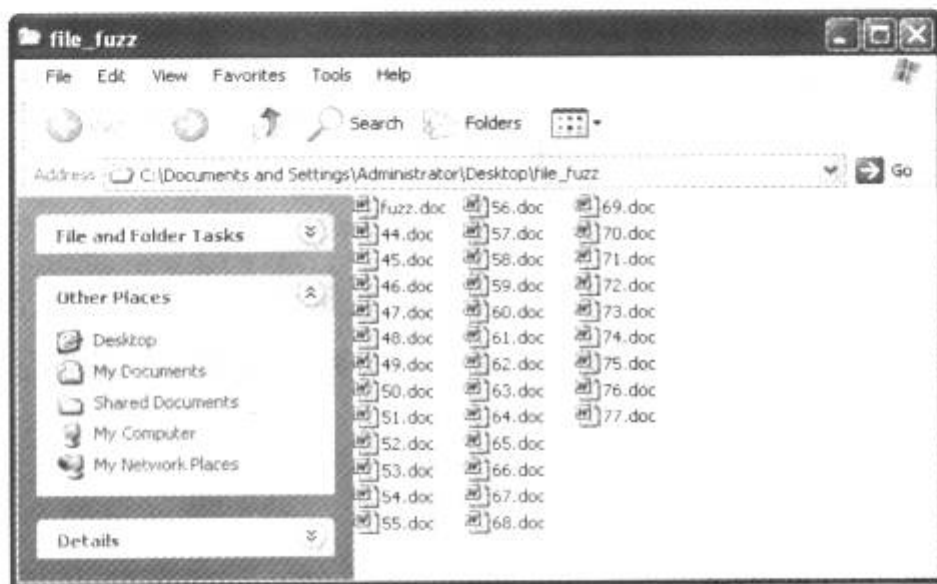 file_fuzz
File Edit View Favorites Tools Help
Search Folders
Address C:\Documents and Settings\Administrator\Desktop\file_fuzz Go
File and Folder Tasks
Other Places
Desktop
My Documents
Shared Documents
My Computer
My Network Places
Details
fuzz.doc
44.doc
45.doc
46.doc
47.doc
48.doc
49.doc
50.doc
51.doc
52.doc
53.doc
54.doc
55.doc
56.doc
57.doc
58.doc
59.doc
60.doc
61.doc
62.doc
63.doc
64.doc
65.doc
66.doc
67.doc
68.doc
69.doc
70.doc
71.doc
72.doc
73.doc
74.doc
75.doc
76.doc
77.doc